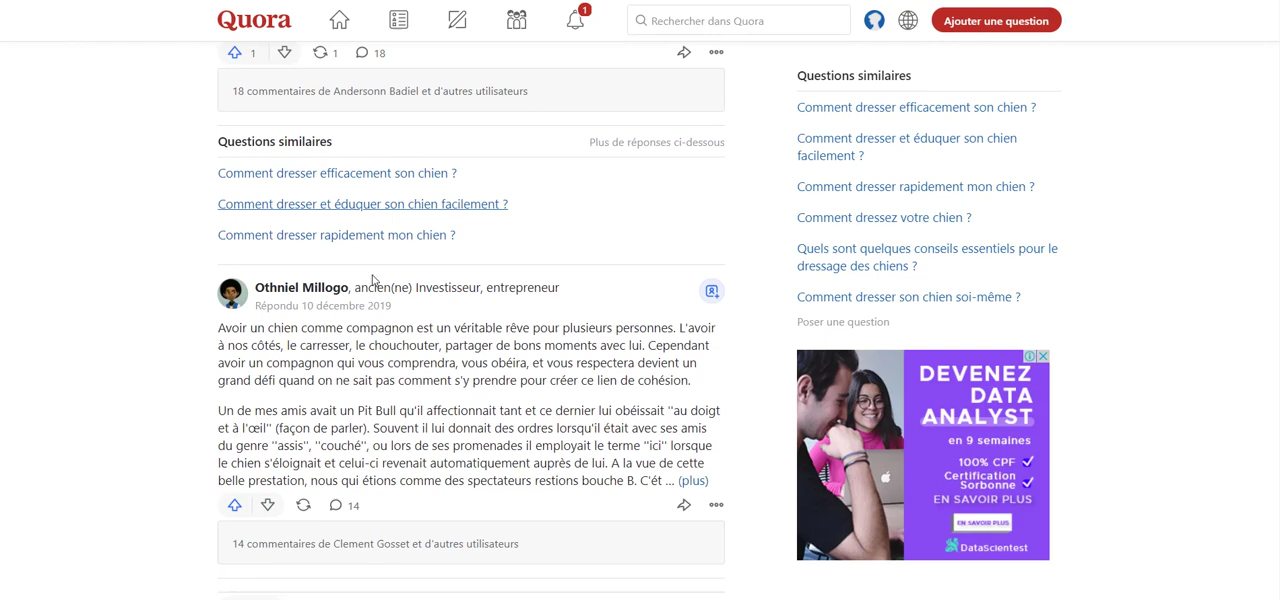 Quora
1
Rechercher dans Quora
Ajouter une question
1
1
18
18 commentaires de Andersonn Badiel et d'autres utilisateurs
Questions similaires
Plus de réponses ci-dessous
Comment dresser efficacement son chien ?
Comment dresser et éduquer son chien facilement ?
Comment dresser rapidement mon chien ?
Othniel Millogo, ancien(ne) Investisseur, entrepreneur
Répondu 10 décembre 2019
Avoir un chien comme compagnon est un véritable rêve pour plusieurs personnes. L'avoir
à nos côtés, le carresser, le chouchouter, partager de bons moments avec lui. Cependant
avoir un compagnon qui vous comprendra, vous obéira, et vous respectera devient un
grand défi quand on ne sait pas comment s'y prendre pour créer ce lien de cohésion.
Un de mes amis avait un Pit Bull qu'il affectionnait tant et ce dernier lui obéissait ''au doigt
et à l'œil'' (façon de parler). Souvent il lui donnait des ordres lorsqu'il était avec ses amis
du genre ''assis'', ''couché'', ou lors de ses promenades il employait le terme ''ici'' lorsque
le chien s'éloignait et celui-ci revenait automatiquement auprès de lui. A la vue de cette
belle prestation, nous qui étions comme des spectateurs restions bouche B. C'ét ... (plus)
14
14 commentaires de Clement Gosset et d'autres utilisateurs
Questions similaires
Comment dresser efficacement son chien ?
Comment dresser et éduquer son chien
facilement ?
Comment dresser rapidement mon chien ?
Comment dressez votre chien ?
Quels sont quelques conseils essentiels pour le
dressage des chiens ?
Comment dresser son chien soi-même ?
Poser une question
DEVENEZ
DATA
ANALYST
en 9 semaines
100% CPF
Certification
Sorbonne
EN SAVOIR PLUS
EN SAVOIR PLUS
DataScientest